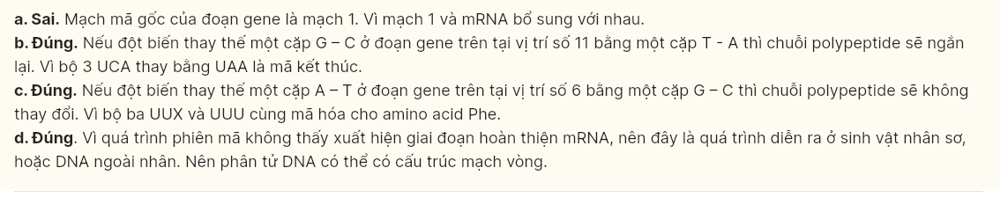 a. Sai. Mạch mã gốc của đoạn gene là mạch 1. Vì mạch 1 và mRNA bổ sung với nhau.
b. Đúng. Nếu đột biến thay thế một cặp G – C ở đoạn gene trên tại vị trí số 11 bằng một cặp T - A thì chuỗi polypeptide sẽ ngắn
lại. Vì bộ 3 UCA thay bằng UAA là mã kết thúc.
c. Đúng. Nếu đột biến thay thế một cặp A – T ở đoạn gene trên tại vị trí số 6 bằng một cặp G – C thì chuỗi polypeptide sẽ không
thay đổi. Vì bộ ba UUX và UUU cùng mã hóa cho amino acid Phe.
d. Đúng. Vì quá trình phiên mã không thấy xuất hiện giai đoạn hoàn thiện mRNA, nên đây là quá trình diễn ra ở sinh vật nhân sơ,
hoặc DNA ngoài nhân. Nên phân tử DNA có thể có cấu trúc mạch vòng.